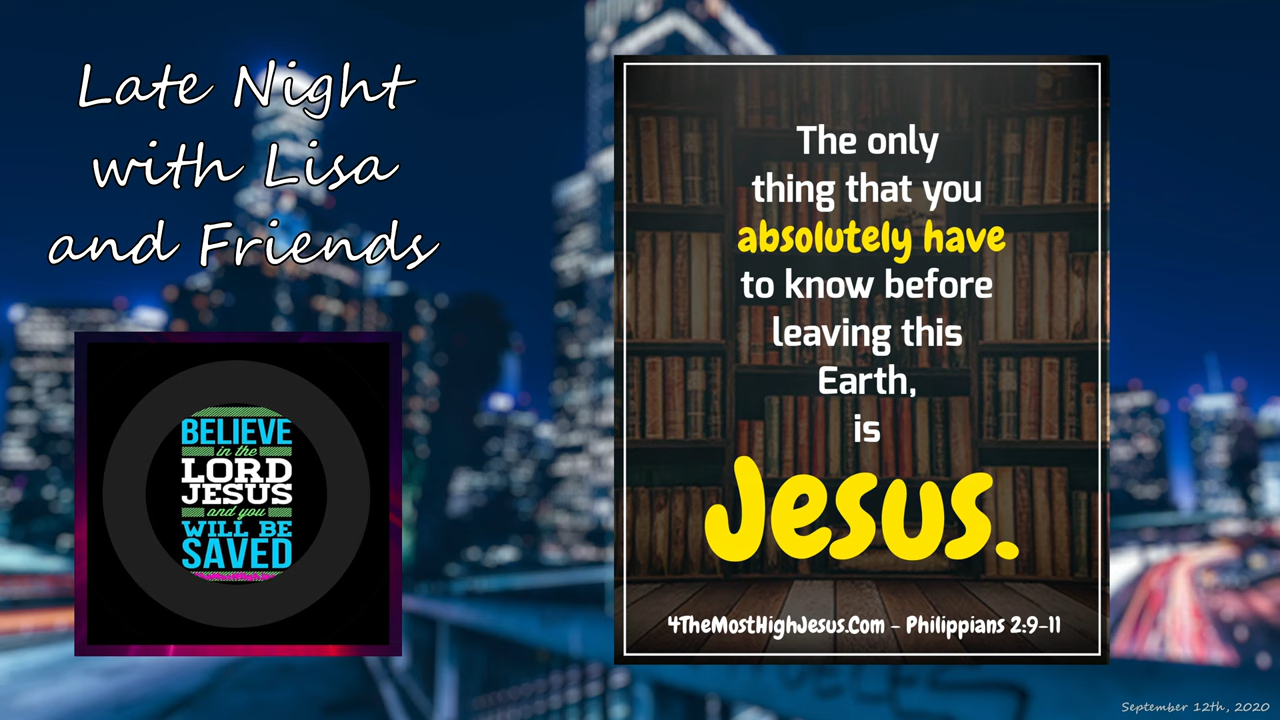 Late Night
with Lisa
and Friends
BELIEVE
in the
LORD
JESUS
and you
WILL BE
SAVED
The only
thing that you
absolutely have
to know before
leaving this
Earth,
is
Jesus.
4TheMostHighJesus.Com - Philippians 2:9-11
September 12th, 2020